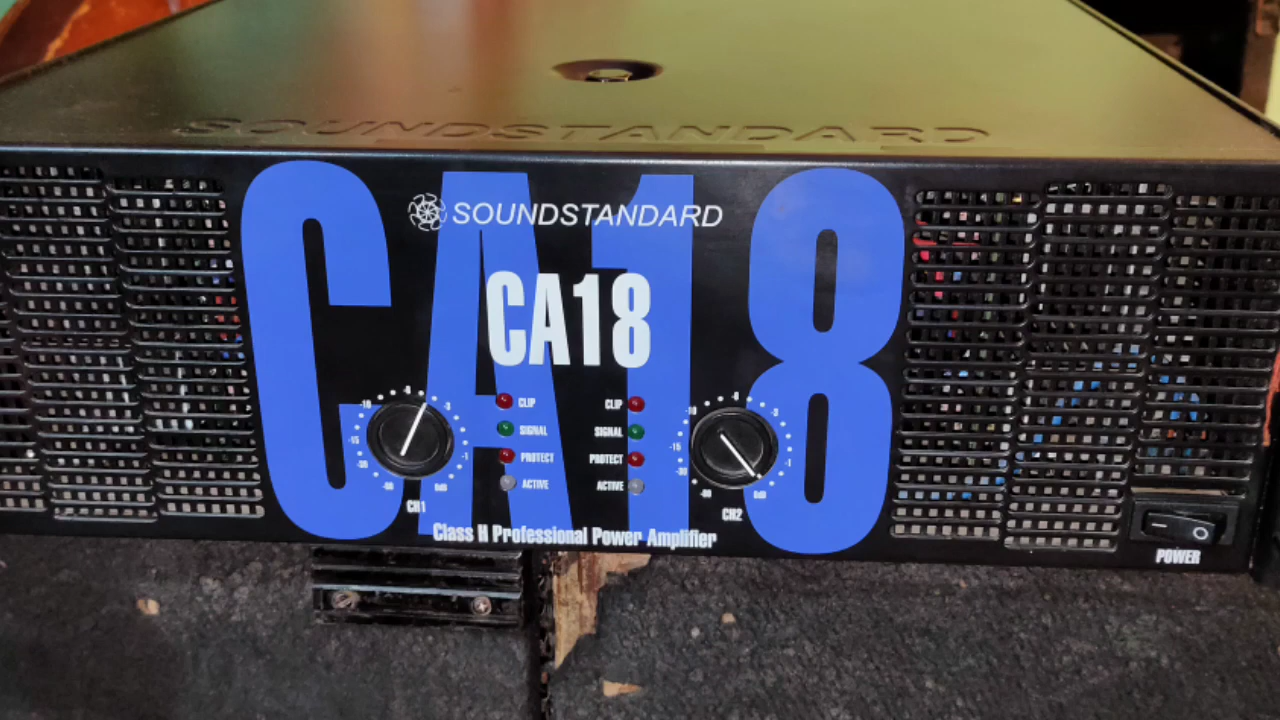 SOUNDSTANDARD
CA18
SOUNDSTANDARD
CA18
CLIP
SIGNAL
PROTECT
ACTIVE
CLIP
SIGNAL
PROTECT
ACTIVE
CH1
CH2
Class H Professional Power Amplifier
POWER